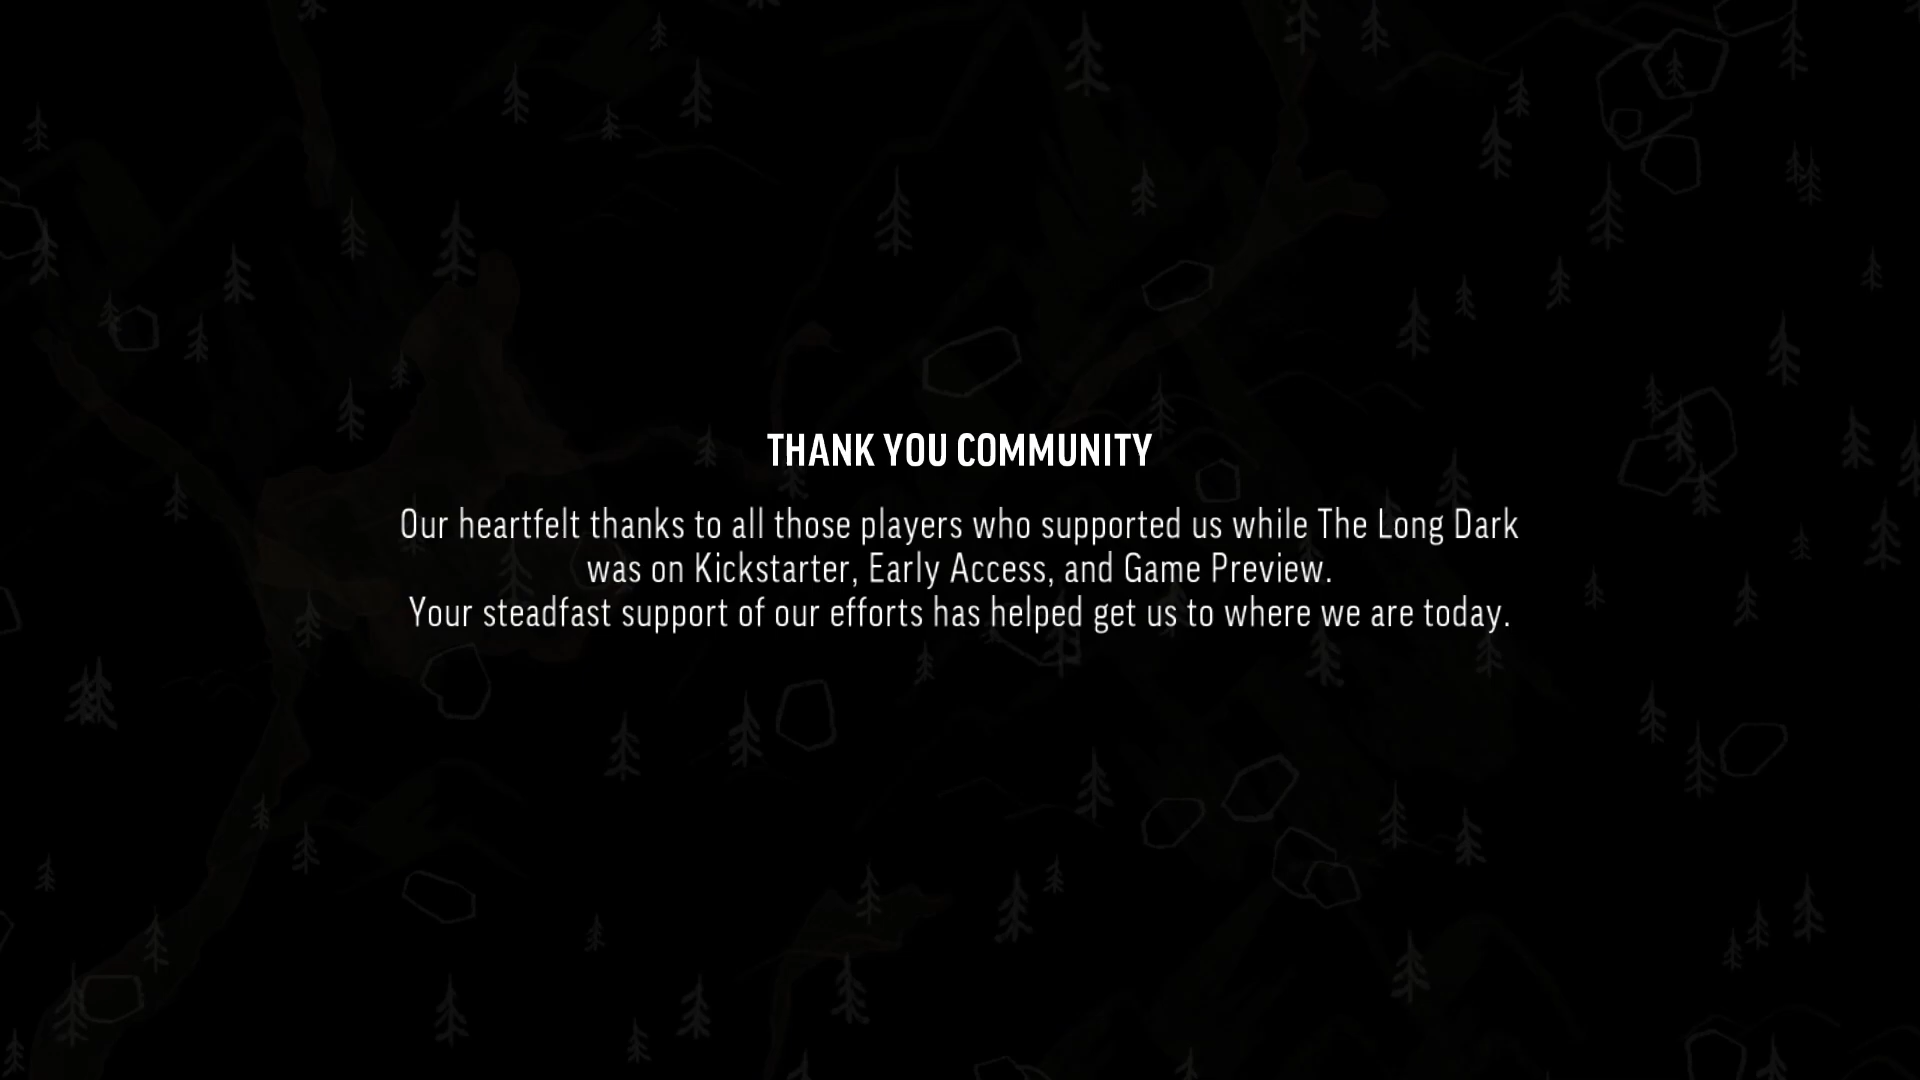 THANK YOU COMMUNITY
Our heartfelt thanks to all those players who supported us while The Long Dark
was on Kickstarter, Early Access, and Game Preview.
Your steadfast support of our efforts has helped get us to where we are today.